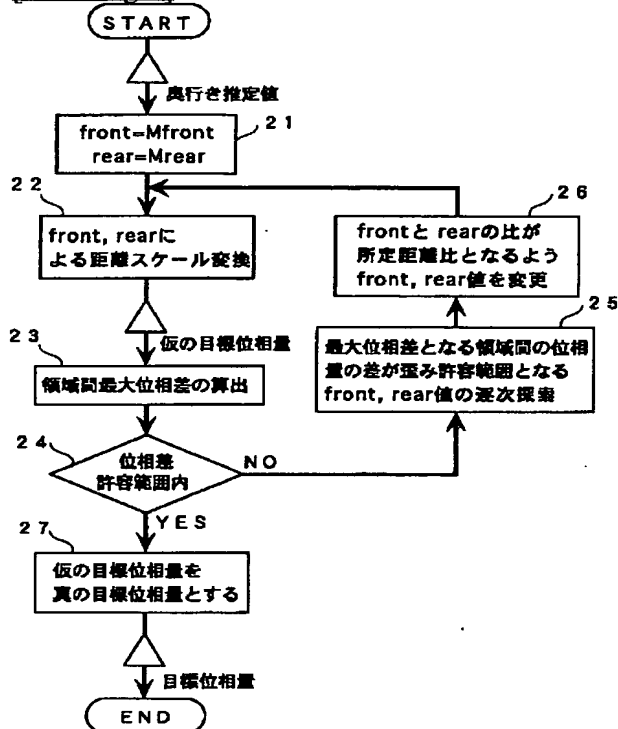 START
奥行き推定値
21
front=Mfront
rear=Mrear
22
front, rearに
よる距離スケール変換
仮の目標位相量
23
領域間最大位相差の算出
24
位相差
許容範囲内
NO
YES
25
最大位相差となる領域間の位相
量の差が歪み許容範囲となる
front, rear値の逐次探索
26
frontと rearの比が
所定距離比となるよう
front, rear値を変更
27
仮の目標位相量を
真の目標位相量とする
目標位相量
END